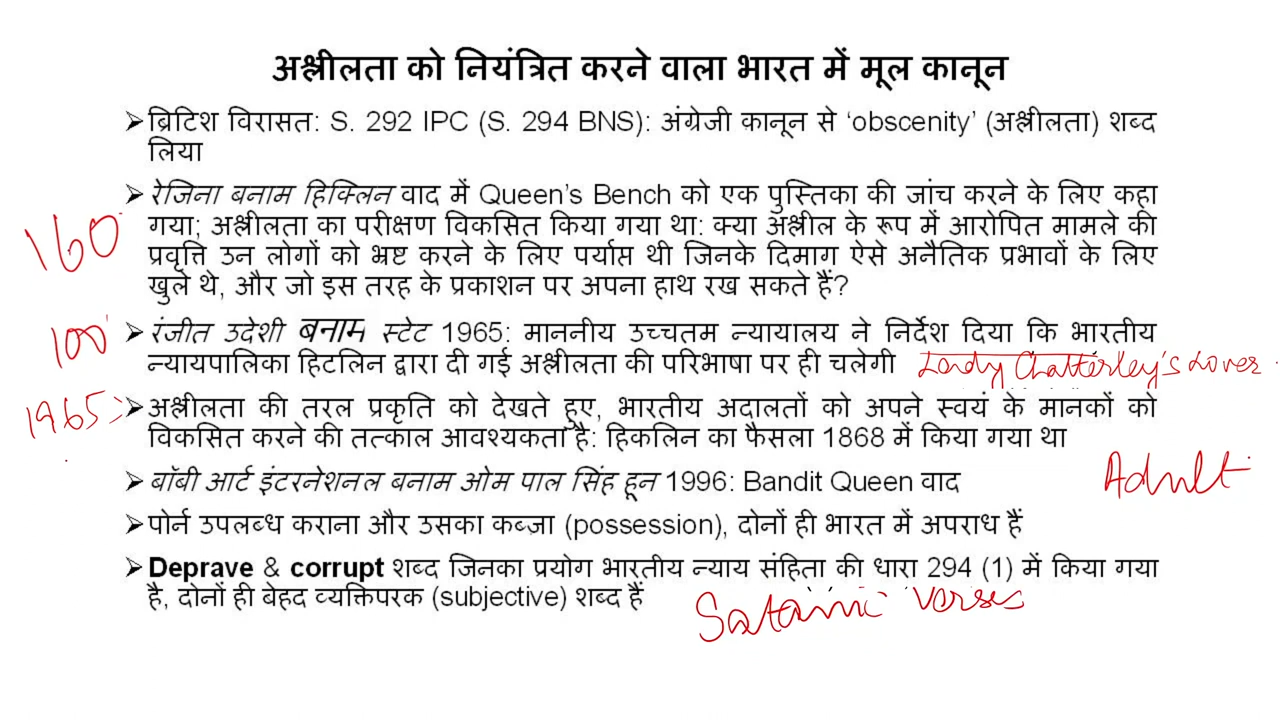 अश्लीलता को नियंत्रित करने वाला भारत में मूल कानून
➢ ब्रिटिश विरासत: S. 292 IPC (S. 294 BNS): अंग्रेजी कानून से ‘obscenity’ (अश्लीलता) शब्द
लिया
➢ रेजिना बनाम हिक्लिन वाद में Queen’s Bench को एक पुस्तिका की जांच करने के लिए कहा
गया; अश्लीलता का परीक्षण विकसित किया गया था: क्या अश्लील के रूप में आरोपित मामले की
160
प्रवृत्ति उन लोगों को भ्रष्ट करने के लिए पर्याप्त थी जिनके दिमाग ऐसे अनैतिक प्रभावों के लिए
खुले थे, और जो इस तरह के प्रकाशन पर अपना हाथ रख सकते हैं?
➢ रंजीत उदेशी बनाम स्टेट 1965: माननीय उच्चतम न्यायालय ने निर्देश दिया कि भारतीय
100
न्यायपालिका हिटलिन द्वारा दी गई अश्लीलता की परिभाषा पर ही चलेगी Lady Chatterley's Lover
1965
➢ अश्लीलता की तरल प्रकृति को देखते हुए, भारतीय अदालतों को अपने स्वयं के मानकों को
विकसित करने की तत्काल आवश्यकता है: हिकलिन का फैसला 1868 में किया गया था
Adult
➢ बॉबी आर्ट इंटरनेशनल बनाम ओम पाल सिंह हून 1996: Bandit Queen वाद
➢ पोर्न उपलब्ध कराना और उसका कब्ज़ा (possession), दोनों ही भारत में अपराध हैं
➢ Deprave & corrupt शब्द जिनका प्रयोग भारतीय न्याय संहिता की धारा 294 (1) में किया गया
है, दोनों ही बेहद व्यक्तिपरक (subjective) शब्द हैं
Satanic Verses